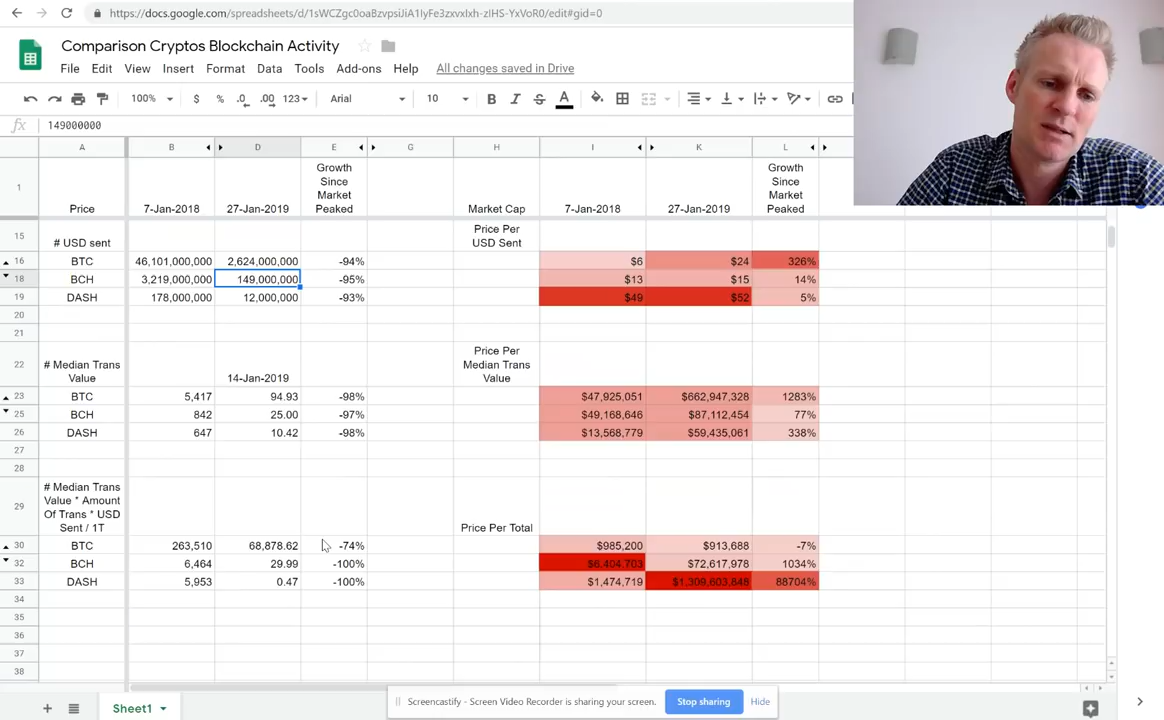 https://docs.google.com/spreadsheets/d/1sWCZgc0oaBzvpsiJiA1IyFe3zxvxIxh-zIHS-YxVoR0/edit#gid=0
Comparison Cryptos Blockchain Activity
File Edit View Insert Format Data Tools Add-ons Help All changes saved in Drive
100% $ % .0 .00 123 Arial 10 B I S A
fx 149000000
A B D E G H I K L
1 Price 7-Jan-2018 27-Jan-2019 Growth Since Market Peaked Market Cap 7-Jan-2018 27-Jan-2019 Growth Since Market Peaked
15 # USD sent Price Per USD Sent
16 BTC 46,101,000,000 2,624,000,000 -94% $6 $24 326%
18 BCH 3,219,000,000 149,000,000 -95% $13 $15 14%
19 DASH 178,000,000 12,000,000 -93% $49 $52 5%
20
21
22 # Median Trans Value 14-Jan-2019 Price Per Median Trans Value
23 BTC 5,417 94.93 -98% $47,925,051 $662,947,328 1283%
25 BCH 842 25.00 -97% $49,168,646 $87,112,454 77%
26 DASH 647 10.42 -98% $13,568,779 $59,435,061 338%
27
28
29 # Median Trans Value * Amount Of Trans * USD Sent / 1T Price Per Total
30 BTC 263,510 68,878.62 -74% $985,200 $913,688 -7%
32 BCH 6,464 29.99 -100% $6,404,703 $72,617,978 1034%
33 DASH 5,953 0.47 -100% $1,474,719 $1,309,603,848 88704%
34
35
36
37
38
Sheet1
Screencastify - Screen Video Recorder is sharing your screen. Stop sharing Hide